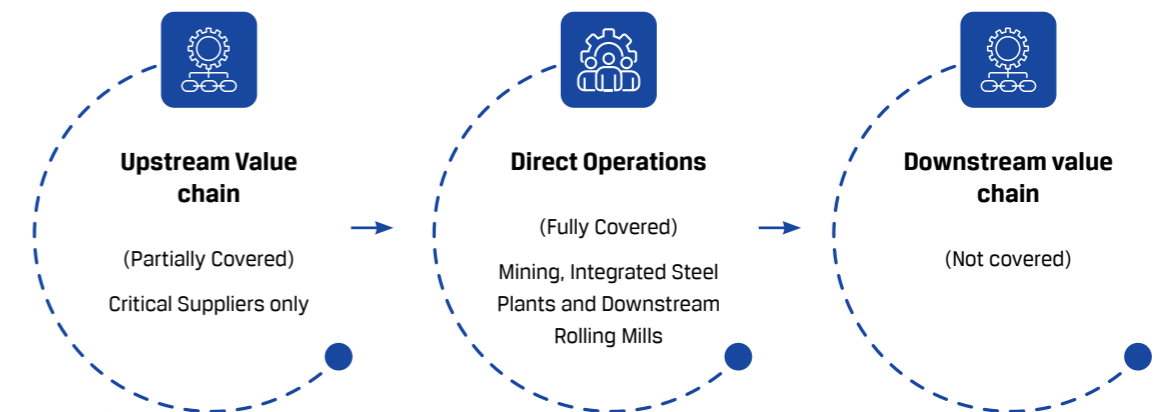 Upstream Value
chain
(Partially Covered)
Critical Suppliers only
Direct Operations
(Fully Covered)
Mining, Integrated Steel
Plants and Downstream
Rolling Mills
Downstream value
chain
(Not covered)